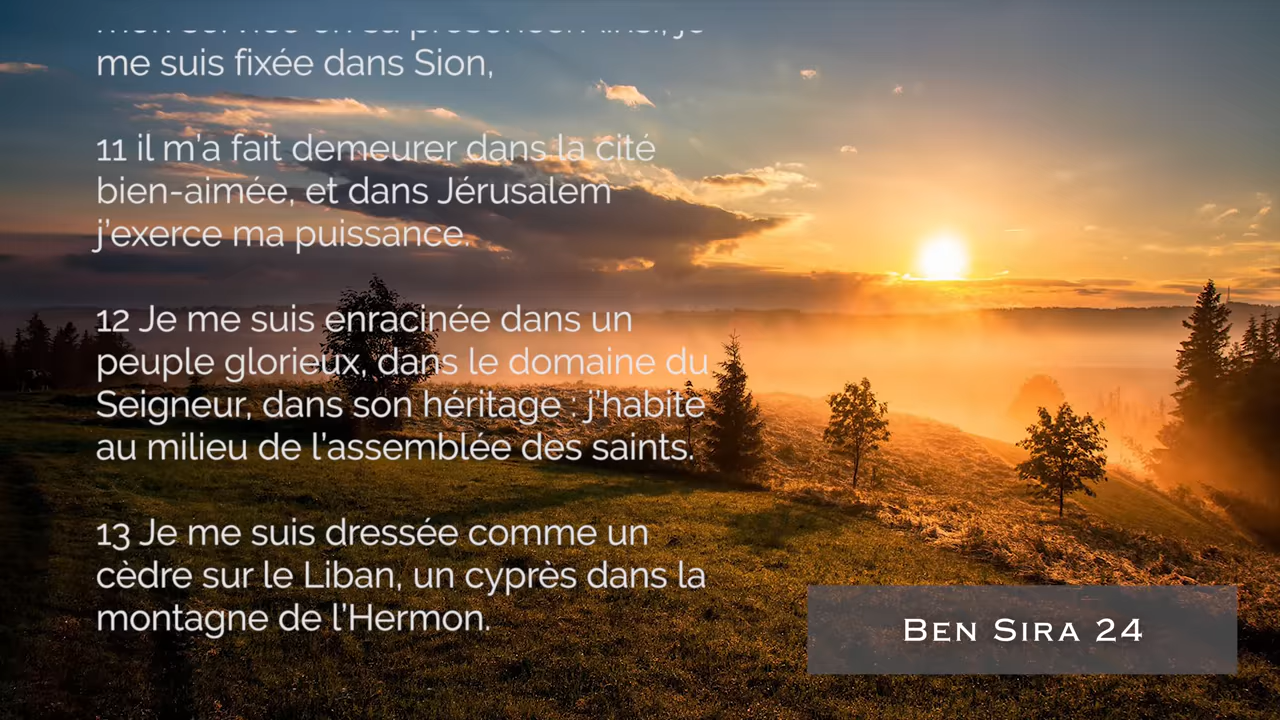 me suis fixée dans Sion,
11 il m’a fait demeurer dans la cité
bien-aimée, et dans Jérusalem
j’exerce ma puissance.
12 Je me suis enracinée dans un
peuple glorieux, dans le domaine du
Seigneur, dans son héritage : j’habite
au milieu de l’assemblée des saints.
13 Je me suis dressée comme un
cèdre sur le Liban, un cyprès dans la
montagne de l’Hermon.
BEN SIRA 24